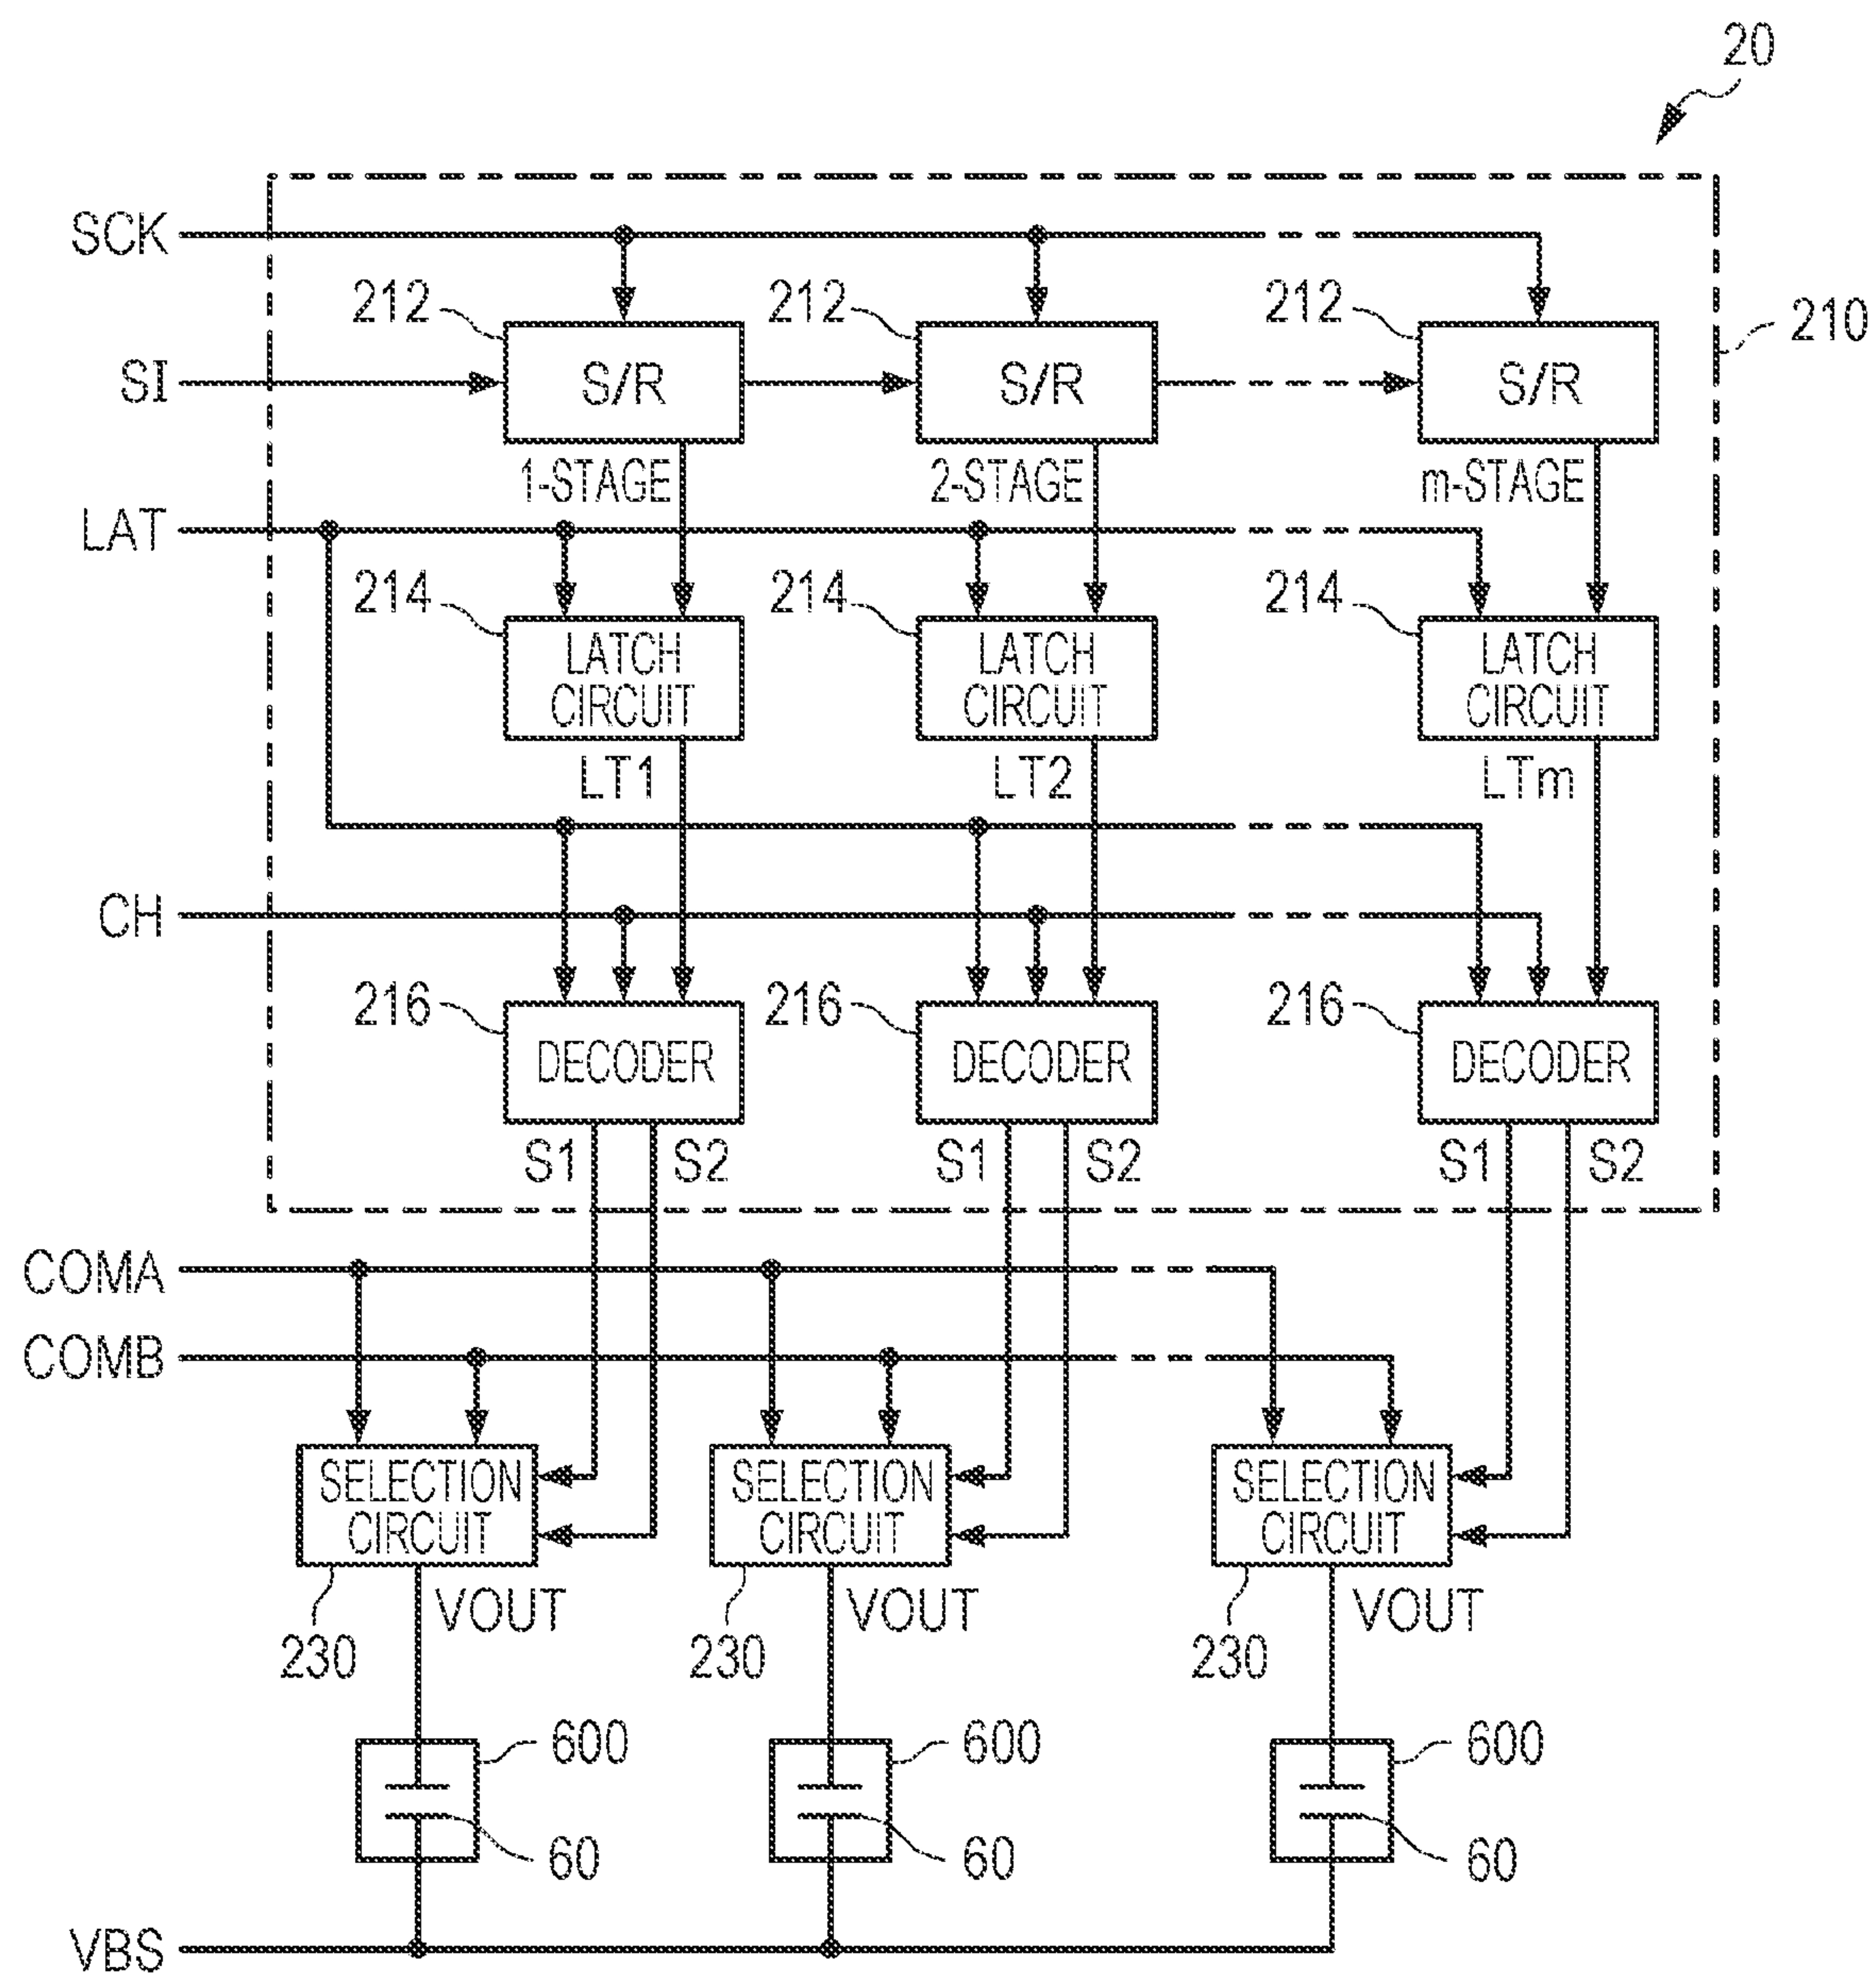 20
SCK
212 212 212 210
SI S/R S/R S/R
1-STAGE 2-STAGE m-STAGE
LAT
214 214 214
LATCH CIRCUIT LATCH CIRCUIT LATCH CIRCUIT
LT1 LT2 LTm
CH
216 216 216
DECODER DECODER DECODER
S1 S2 S1 S2 S1 S2
COMA
COMB
SELECTION CIRCUIT SELECTION CIRCUIT SELECTION CIRCUIT
VOUT VOUT VOUT
230 230 230
600 600 600
60 60 60
VBS